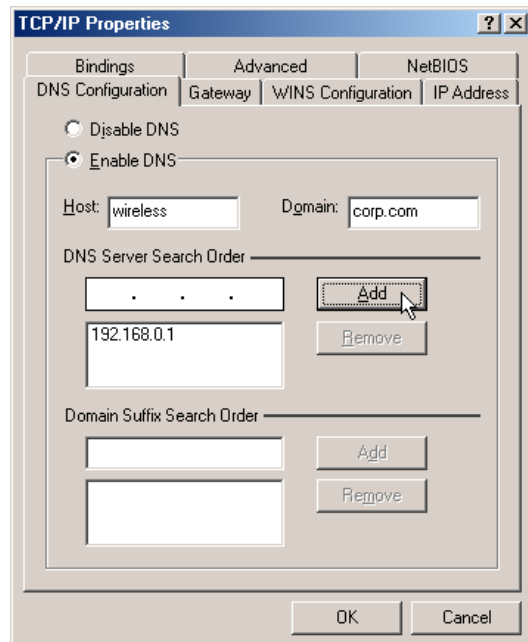 TCP/IP Properties ? ×
Bindings Advanced NetBIOS
DNS Configuration Gateway WINS Configuration IP Address
Disable DNS
Enable DNS
Host: wireless Domain: corp.com
DNS Server Search Order
. . . Add
192.168.0.1 Remove
Domain Suffix Search Order
Add
Remove
OK Cancel